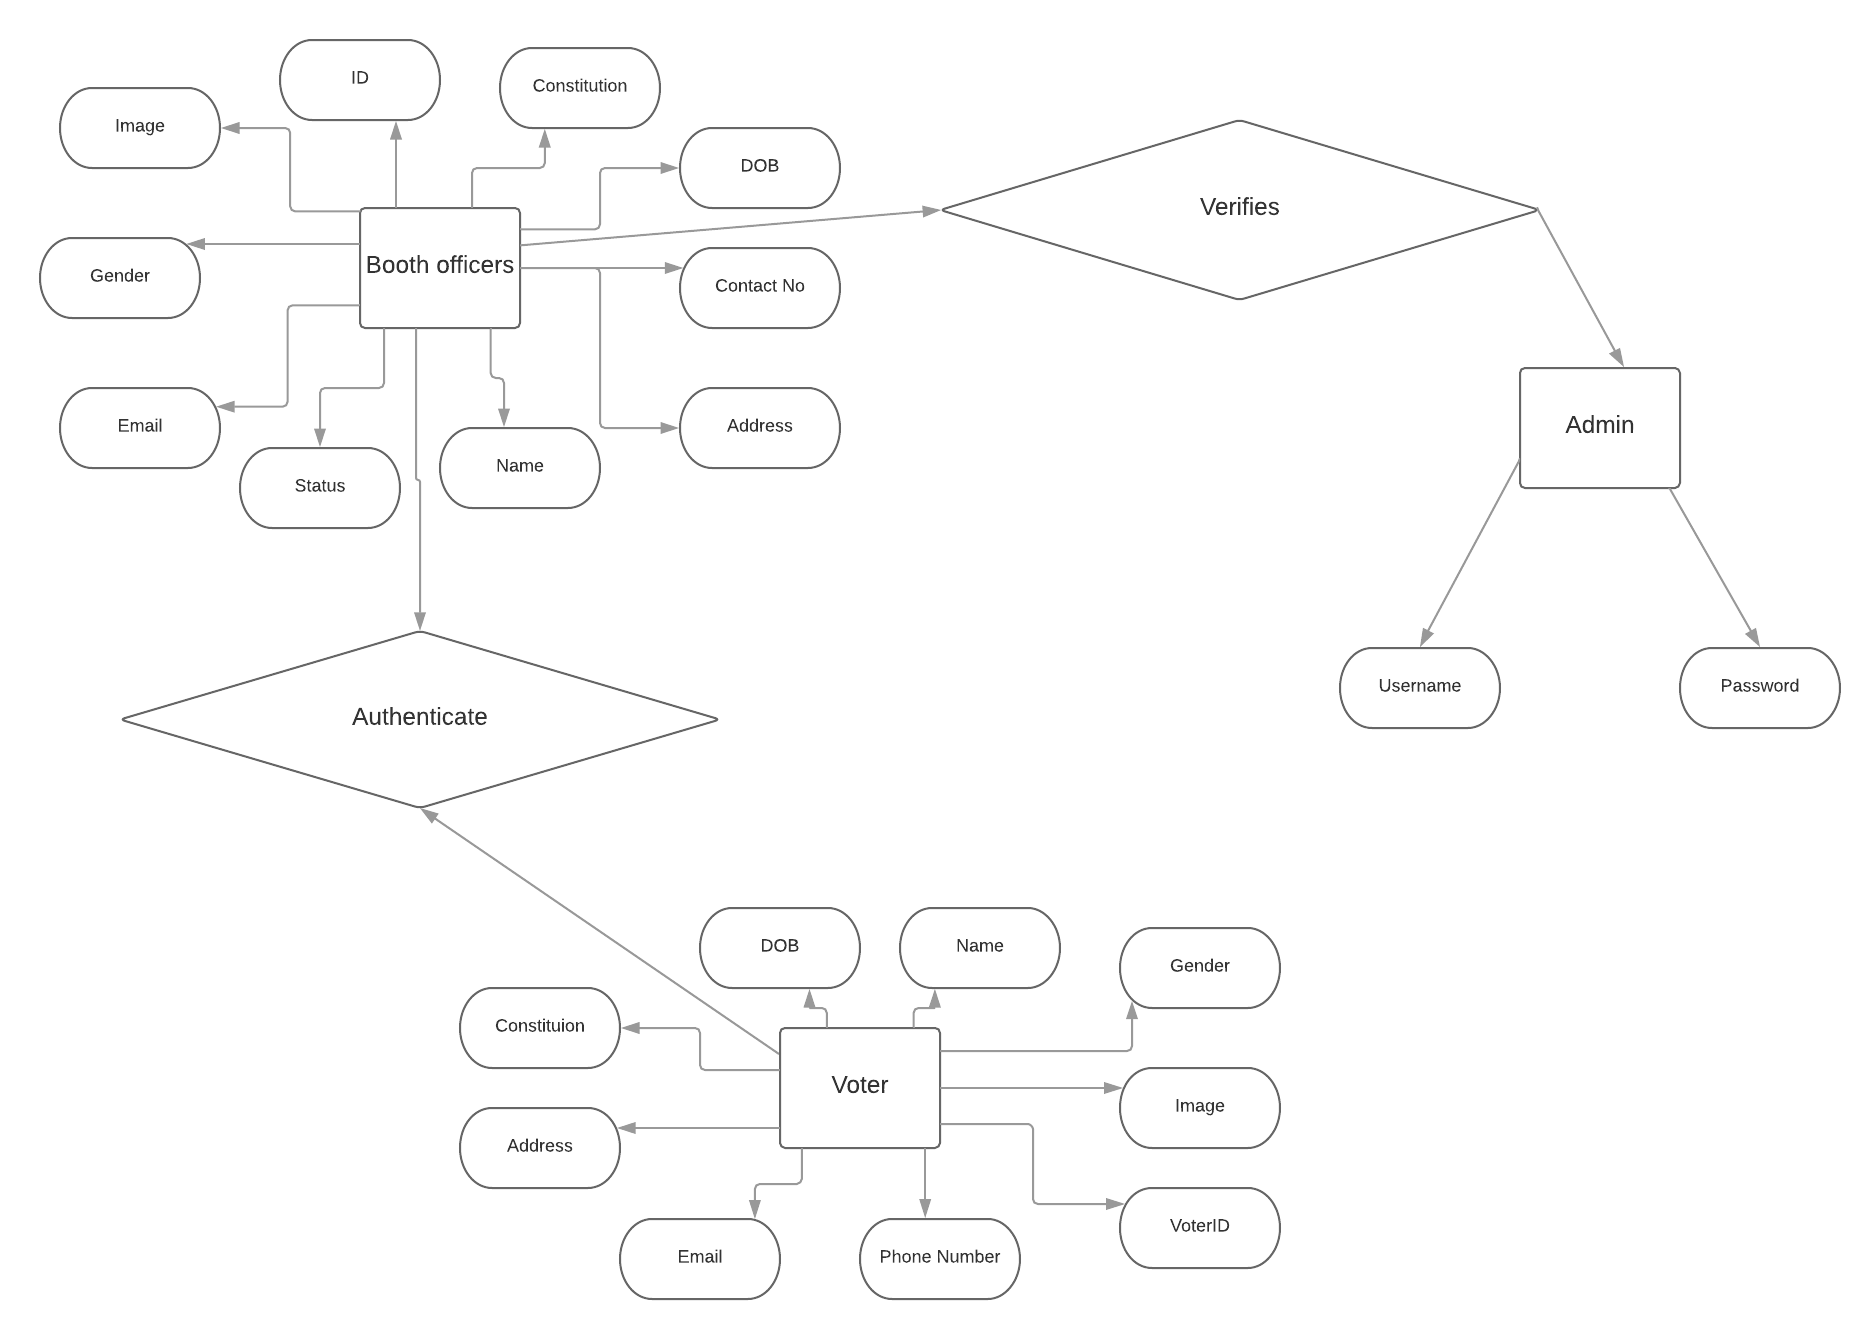 ID
Constitution
Image
DOB
Verifies
Booth officers
Gender
Contact No
Email
Address
Admin
Name
Status
Username
Password
Authenticate
DOB
Name
Gender
Constituion
Voter
Image
Address
VoterID
Email
Phone Number